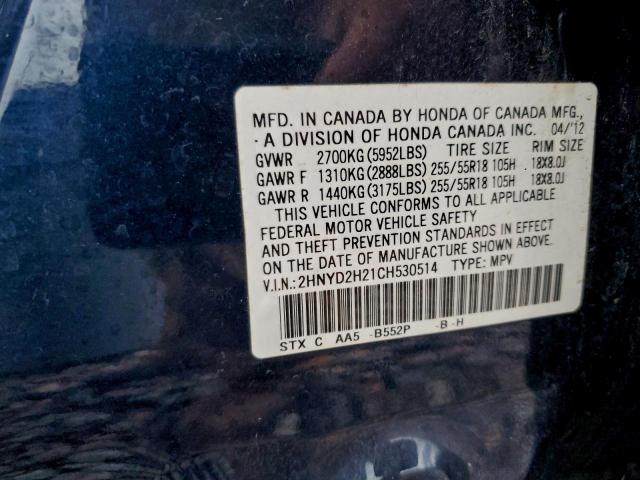 MFD. IN CANADA BY HONDA OF CANADA MFG.,
A DIVISION OF HONDA CANADA INC. 04/'12
GVWR 2700KG(5952LBS) TIRE SIZE RIM SIZE
GAWR F 1310KG(2888LBS) 255/55R18 105H 18X8.0J
GAWR R 1440KG(3175LBS) 255/55R18 105H 18X8.0J
THIS VEHICLE CONFORMS TO ALL APPLICABLE
FEDERAL MOTOR VEHICLE SAFETY
AND THEFT PREVENTION STANDARDS IN EFFECT
ON THE DATE OF MANUFACTURE SHOWN ABOVE.
V.I.N.: 2HNYD2H21CH530514 TYPE: MPV
STX C AA5 -B552P -B-H